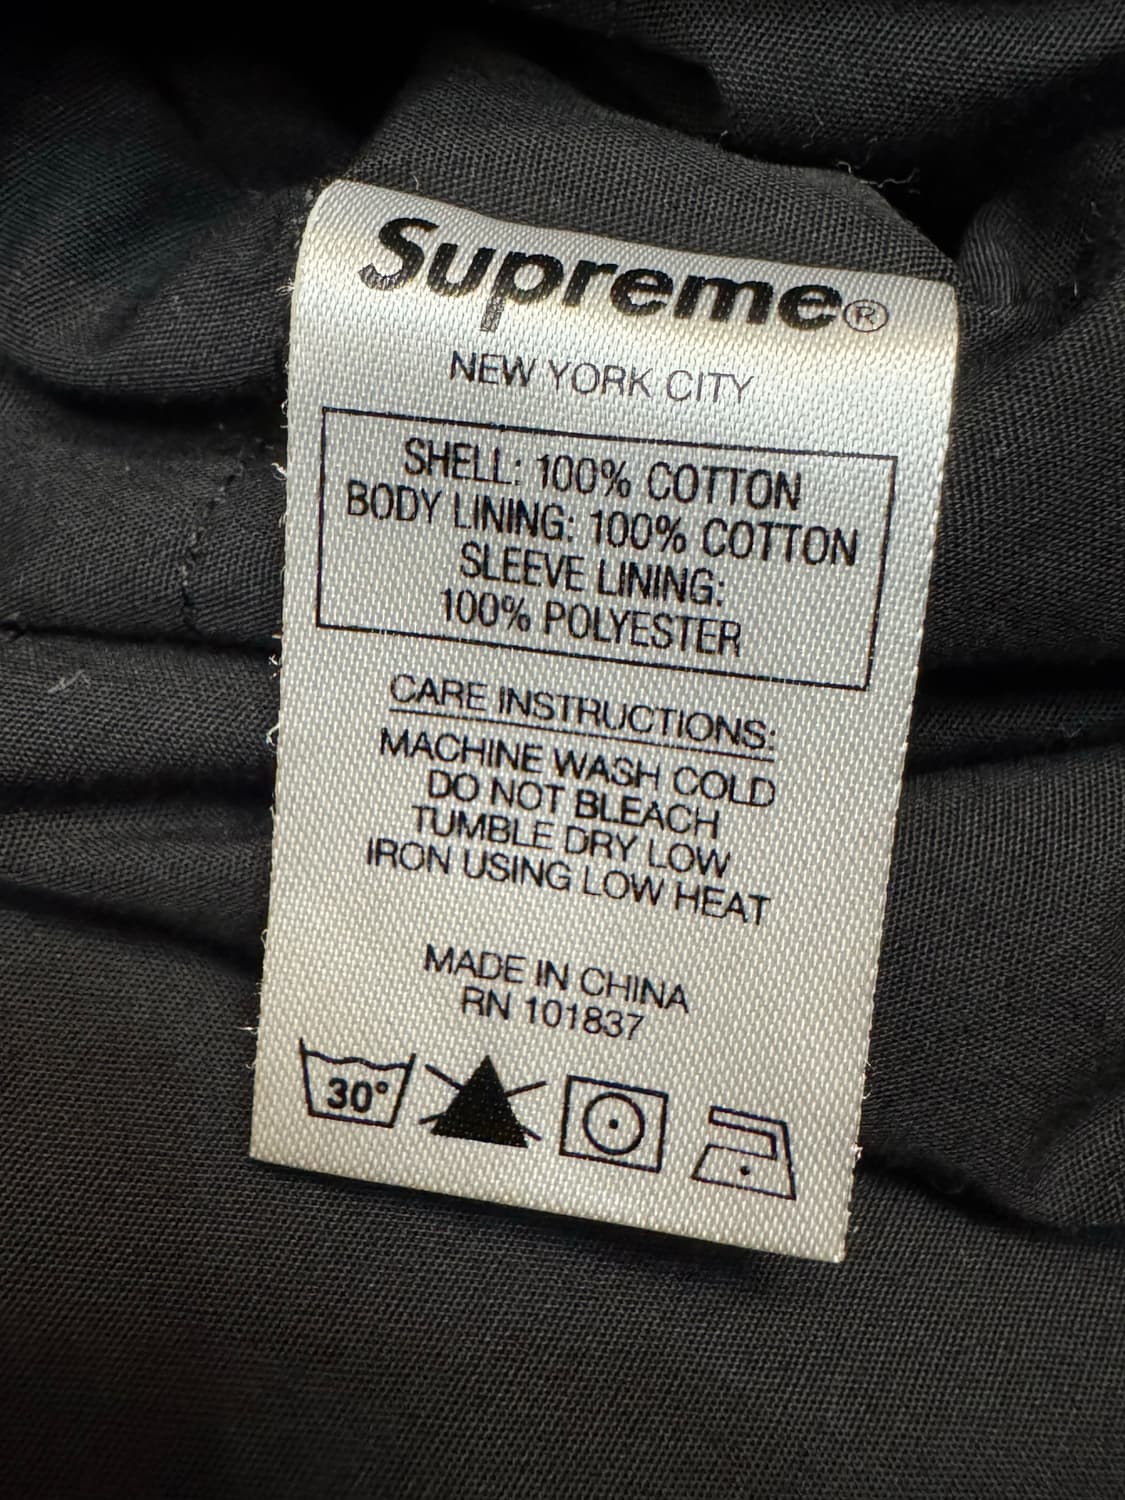 Supreme®
NEW YORK CITY
SHELL: 100% COTTON
BODY LINING: 100% COTTON
SLEEVE LINING:
100% POLYESTER
CARE INSTRUCTIONS:
MACHINE WASH COLD
DO NOT BLEACH
TUMBLE DRY LOW
IRON USING LOW HEAT
MADE IN CHINA
RN 101837
30°